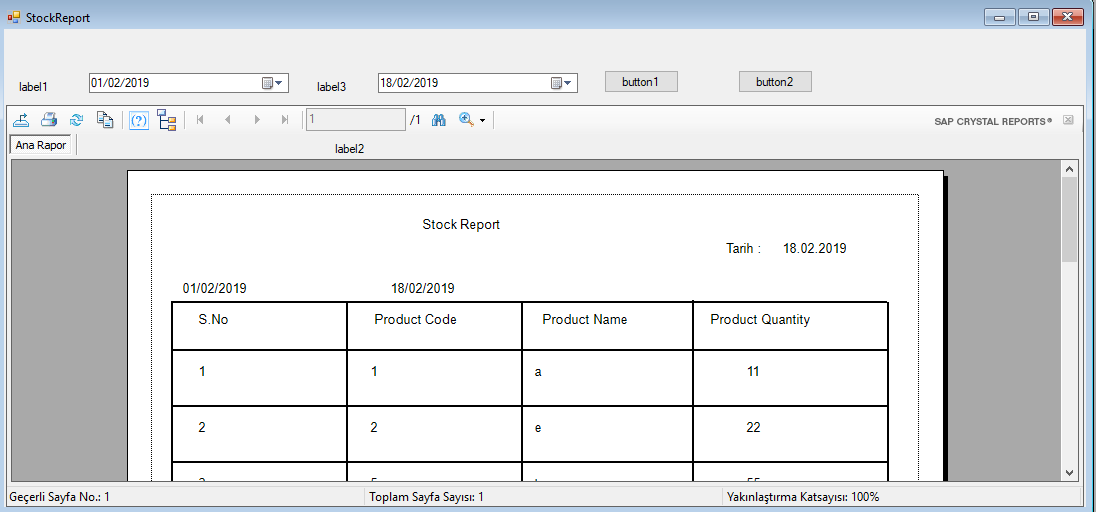 StockReport
label1 01/02/2019 label3 18/02/2019 button1 button2
1 /1 SAP CRYSTAL REPORTS®
Ana Rapor
label2
Stock Report
Tarih : 18.02.2019
01/02/2019 18/02/2019
S.No Product Code Product Name Product Quantity
1 1 a 11
2 2 e 22
Geçerli Sayfa No.: 1 Toplam Sayfa Sayısı: 1 Yakınlaştırma Katsayısı: 100%